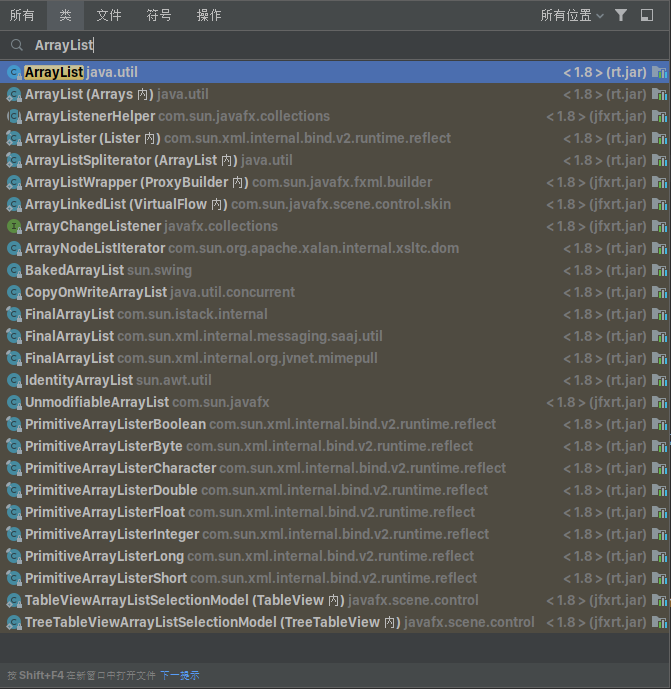 所有 类 文件 符号 操作 所有位置
ArrayList
ArrayList java.util < 1.8 > (rt.jar)
ArrayList (Arrays 内) java.util < 1.8 > (rt.jar)
ArrayListenerHelper com.sun.javafx.collections < 1.8 > (jfxrt.jar)
ArrayLister (Lister 内) com.sun.xml.internal.bind.v2.runtime.reflect < 1.8 > (rt.jar)
ArrayListSpliterator (ArrayList 内) java.util < 1.8 > (rt.jar)
ArrayListWrapper (ProxyBuilder 内) com.sun.javafx.fxml.builder < 1.8 > (jfxrt.jar)
ArrayLinkedList (VirtualFlow 内) com.sun.javafx.scene.control.skin < 1.8 > (jfxrt.jar)
ArrayChangeListener javafx.collections < 1.8 > (jfxrt.jar)
ArrayNodeListIterator com.sun.org.apache.xalan.internal.xsltc.dom < 1.8 > (rt.jar)
BakedArrayList sun.swing < 1.8 > (rt.jar)
CopyOnWriteArrayList java.util.concurrent < 1.8 > (rt.jar)
FinalArrayList com.sun.istack.internal < 1.8 > (rt.jar)
FinalArrayList com.sun.xml.internal.messaging.saaj.util < 1.8 > (rt.jar)
FinalArrayList com.sun.xml.internal.org.jvnet.mimepull < 1.8 > (rt.jar)
IdentityArrayList sun.awt.util < 1.8 > (rt.jar)
UnmodifiableArrayList com.sun.javafx < 1.8 > (jfxrt.jar)
PrimitiveArrayListerBoolean com.sun.xml.internal.bind.v2.runtime.reflect < 1.8 > (rt.jar)
PrimitiveArrayListerByte com.sun.xml.internal.bind.v2.runtime.reflect < 1.8 > (rt.jar)
PrimitiveArrayListerCharacter com.sun.xml.internal.bind.v2.runtime.reflect < 1.8 > (rt.jar)
PrimitiveArrayListerDouble com.sun.xml.internal.bind.v2.runtime.reflect < 1.8 > (rt.jar)
PrimitiveArrayListerFloat com.sun.xml.internal.bind.v2.runtime.reflect < 1.8 > (rt.jar)
PrimitiveArrayListerInteger com.sun.xml.internal.bind.v2.runtime.reflect < 1.8 > (rt.jar)
PrimitiveArrayListerLong com.sun.xml.internal.bind.v2.runtime.reflect < 1.8 > (rt.jar)
PrimitiveArrayListerShort com.sun.xml.internal.bind.v2.runtime.reflect < 1.8 > (rt.jar)
TableViewArrayListSelectionModel (TableView 内) javafx.scene.control < 1.8 > (jfxrt.jar)
TreeTableViewArrayListSelectionModel (TreeTableView 内) javafx.scene.control < 1.8 > (jfxrt.jar)
按 Shift+F4 在新窗口中打开文件 下一提示